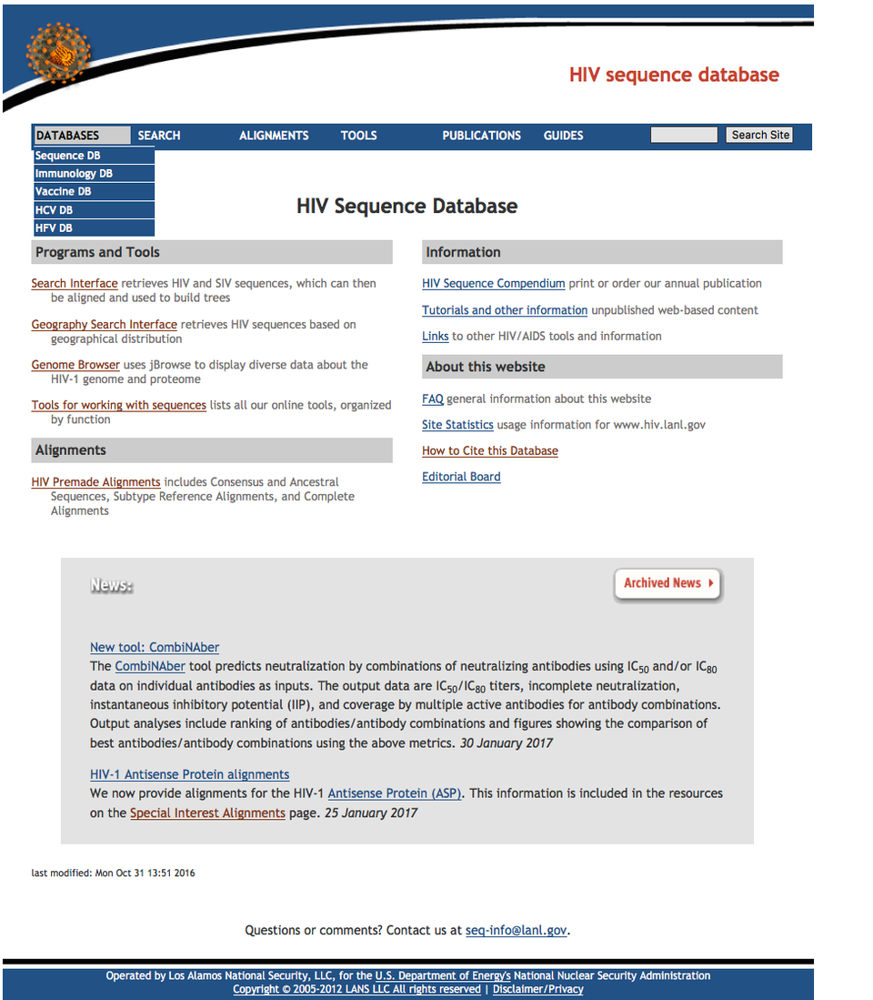 HIV sequence database
DATABASES SEARCH ALIGNMENTS TOOLS PUBLICATIONS GUIDES Search Site
Sequence DB
Immunology DB
Vaccine DB
HCV DB
HFV DB
HIV Sequence Database
Programs and Tools
Search Interface retrieves HIV and SIV sequences, which can then
be aligned and used to build trees
Geography Search Interface retrieves HIV sequences based on
geographical distribution
Genome Browser uses jBrowse to display diverse data about the
HIV-1 genome and proteome
Tools for working with sequences lists all our online tools, organized
by function
Alignments
HIV Premade Alignments includes Consensus and Ancestral
Sequences, Subtype Reference Alignments, and Complete
Alignments
Information
HIV Sequence Compendium print or order our annual publication
Tutorials and other information unpublished web-based content
Links to other HIV/AIDS tools and information
About this website
FAQ general information about this website
Site Statistics usage information for www.hiv.lanl.gov
How to Cite this Database
Editorial Board
News:
Archived News
New tool: CombiNAber
The CombiNAber tool predicts neutralization by combinations of neutralizing antibodies using IC50 and/or IC80
data on individual antibodies as inputs. The output data are IC50/IC80 titers, incomplete neutralization,
instantaneous inhibitory potential (IIP), and coverage by multiple active antibodies for antibody combinations.
Output analyses include ranking of antibodies/antibody combinations and figures showing the comparison of
best antibodies/antibody combinations using the above metrics. 30 January 2017
HIV-1 Antisense Protein alignments
We now provide alignments for the HIV-1 Antisense Protein (ASP). This information is included in the resources
on the Special Interest Alignments page. 25 January 2017
last modified: Mon Oct 31 13:51 2016
Questions or comments? Contact us at seq-info@lanl.gov.
Operated by Los Alamos National Security, LLC, for the U.S. Department of Energy's National Nuclear Security Administration
Copyright © 2005-2012 LANS LLC All rights reserved | Disclaimer/Privacy